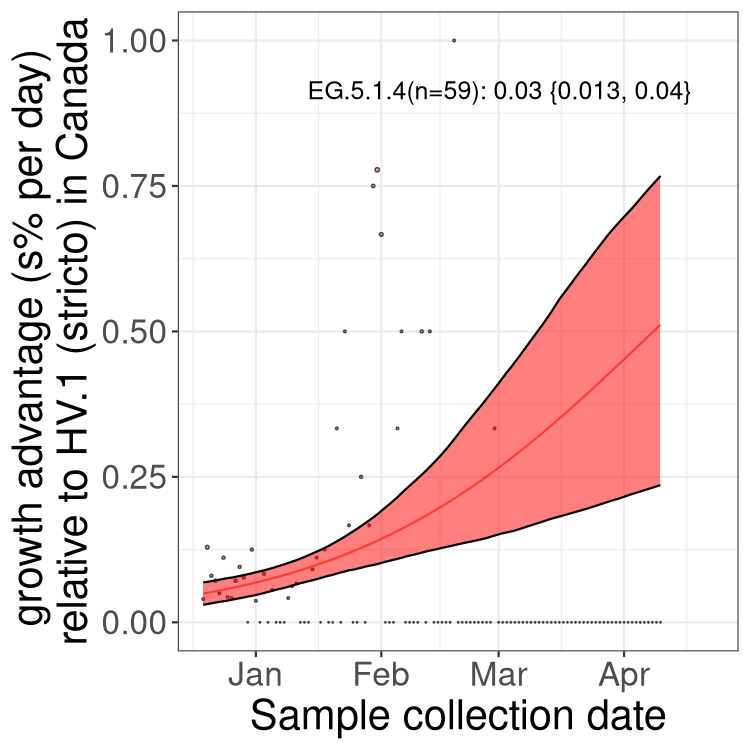 growth advantage (s% per day)
relative to HV.1 (stricto) in Canada
1.00
0.75
0.50
0.25
0.00
EG.5.1.4(n=59): 0.03 {0.013, 0.04}
Jan Feb Mar Apr
Sample collection date